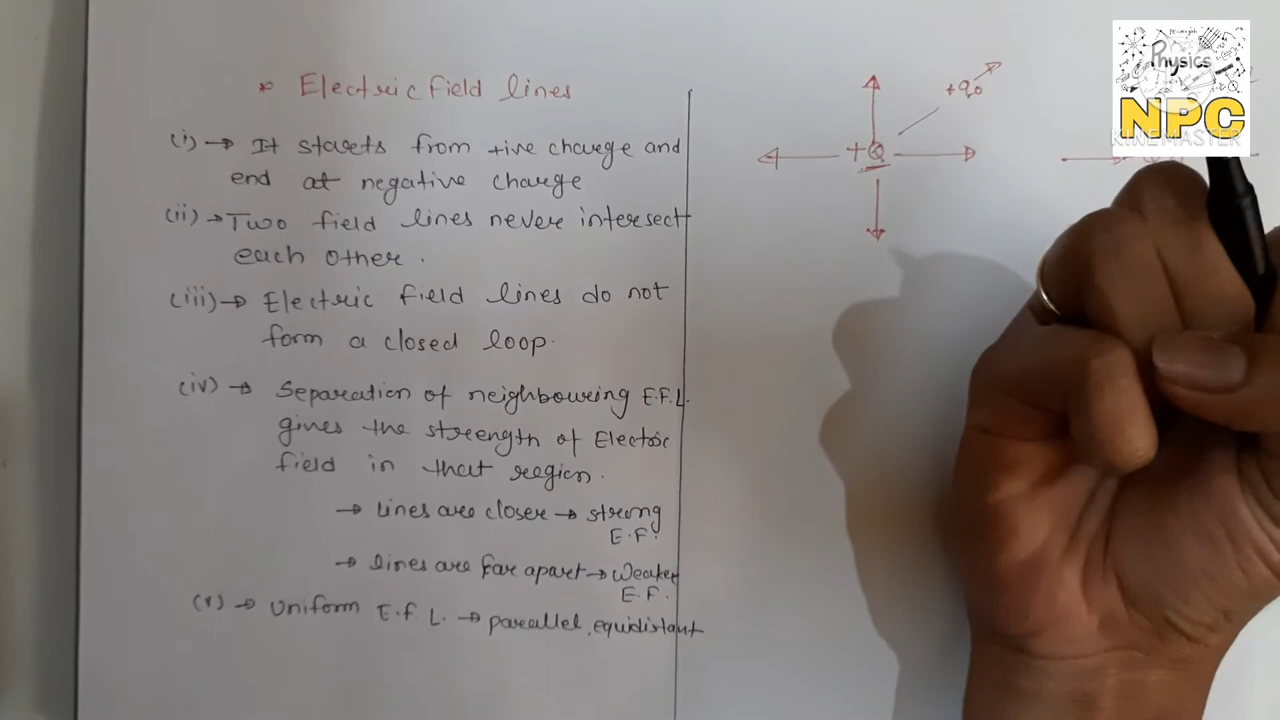 * Electric field lines
(i) → It starts from +ive charge and
end at negative charge
(ii) → Two field lines never intersect
each other.
(iii) → Electric field lines do not
form a closed loop.
(iv) → Separation of neighbouring E.F.L.
gives the strength of Electric
field in that region.
→ Lines are closer → strong
E.F.
→ lines are far apart → Weaker
E.F.
(v) → Uniform E.F L. → parallel, equidistant
+q₀
+Q
Physics
NPC
KINEMASTER